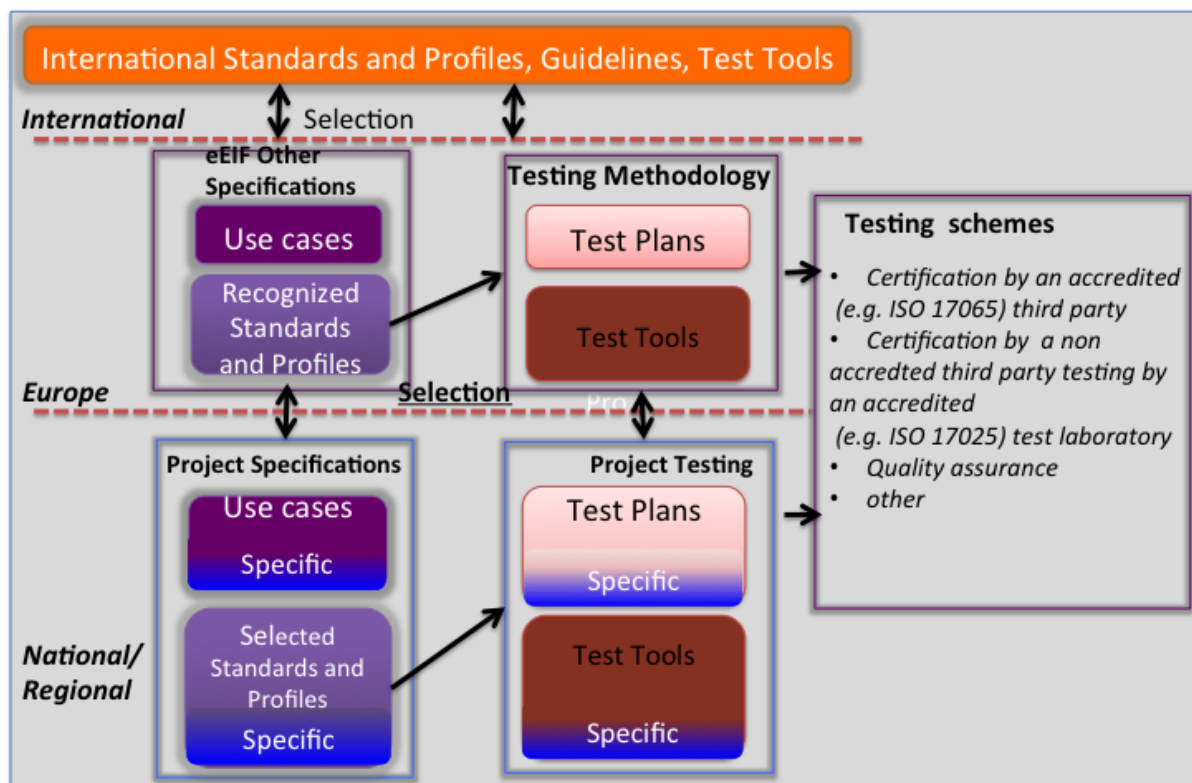 International Standards and Profiles, Guidelines, Test Tools
International
Selection
eEIF Other
Specifications
Use cases
Recognized
Standards
and Profiles
Testing Methodology
Test Plans
Test Tools
Testing schemes
• Certification by an accredited
(e.g. ISO 17065) third party
• Certification by a non
accredted third party testing by
an accredited
(e.g. ISO 17025) test laboratory
• Quality assurance
• other
Europe
Selection
Pro
Project Specifications
Use cases
Specific
Selected
Standards and
Profiles
Specific
Project Testing
Test Plans
Specific
Test Tools
Specific
National/
Regional